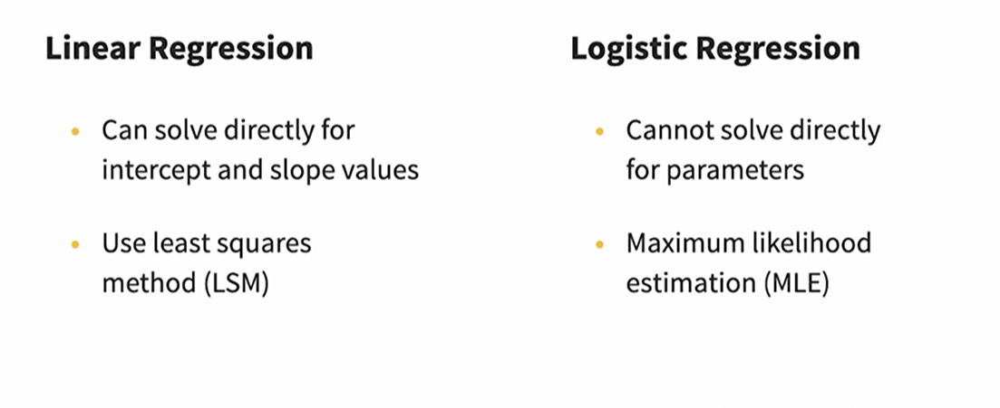 Linear Regression
• Can solve directly for
intercept and slope values
• Use least squares
method (LSM)
Logistic Regression
• Cannot solve directly
for parameters
• Maximum likelihood
estimation (MLE)